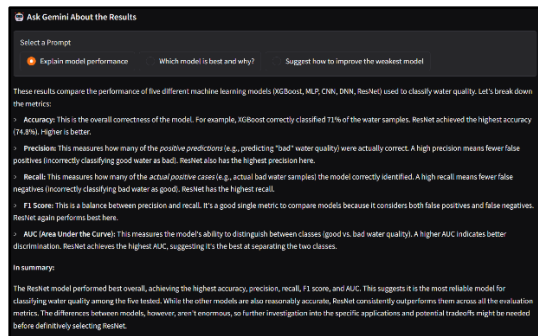 Ask Gemini About the Results
Select a Prompt
Explain model performance
Which model is best and why?
Suggest how to improve the weakest model
These results compare the performance of five different machine learning models (XGBoost, MLP, CNN, DNN, ResNet) used to classify water quality. Let's break down
the metrics:
› Accuracy: This is the overall correctness of the model. For example, XGBoost correctly classified 71% of the water samples. ResNet achieved the highest accuracy
(74.8%). Higher is better.
› Precision: This measures how many of the positive predictions (e.g., predicting "bad" water quality) were actually correct. A high precision means fewer false
positives (incorrectly classifying good water as bad). ResNet also has the highest precision here.
› Recall: This measures how many of the actual positive cases (e.g., actual bad water samples) the model correctly identified. A high recall means fewer false
negatives (incorrectly classifying bad water as good). ResNet has the highest recall.
› F1 Score: This is a balance between precision and recall. It's a good single metric to compare models because it considers both false positives and false negatives.
ResNet again performs best here.
› AUC (Area Under the Curve): This measures the model's ability to distinguish between classes (good vs. bad water quality). A higher AUC indicates better
discrimination. ResNet achieves the highest AUC, suggesting it's the best at separating the two classes.
In summary:
The ResNet model performed best overall, achieving the highest accuracy, precision, recall, F1 score, and AUC. This suggests it is the most reliable model for
classifying water quality among the five tested. While the other models are also reasonably accurate, ResNet consistently outperforms them across all the evaluation
metrics. The differences between models, however, aren't enormous, so further investigation into the specific applications and potential tradeoffs might be needed
before definitively selecting ResNet.